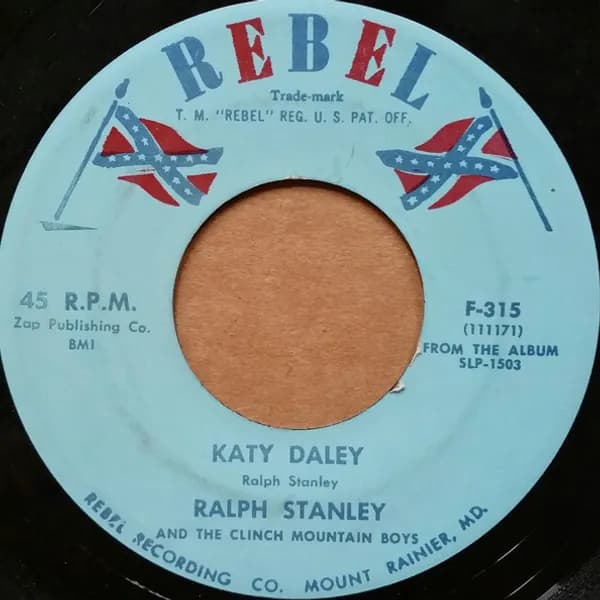 REBEL
Trade-mark
T. M. "REBEL" REG. U. S. PAT. OFF.
45 R.P.M.
Zap Publishing Co.
BMI
F-315
(111171)
FROM THE ALBUM
SLP-1503
KATY DALEY
Ralph Stanley
RALPH STANLEY
AND THE CLINCH MOUNTAIN BOYS
REBEL RECORDING CO. MOUNT RAINIER, MD.